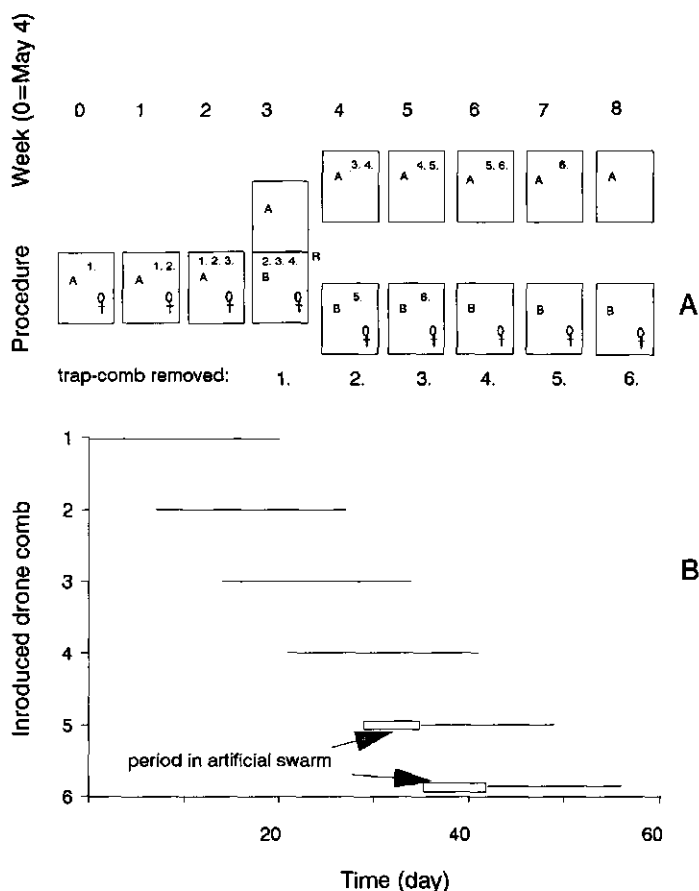 Week (0=May 4)
0 1 2 3 4 5 6 7 8
3. 4. 4. 5. 5. 6. 6.
A A A A A
A
Procedure
1. 1. 2. 1. 2. 3. 2. 3. 4. R
A A A B
A
5. 6.
B B B B B
trap-comb removed: 1. 2. 3. 4. 5. 6.
Inroduced drone comb
1
2
3
4
5
6
B
period in artificial swarm
20 40 60
Time (day)